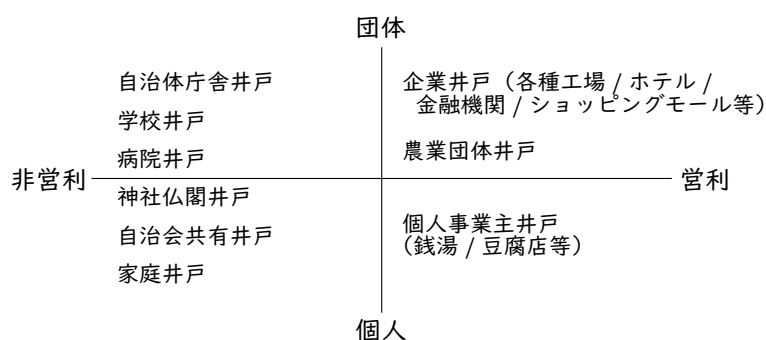 団体
自治体庁舎井戸
学校井戸
病院井戸
企業井戸（各種工場 / ホテル /
金融機関 / ショッピングモール等）
農業団体井戸
非営利
営利
神社仏閣井戸
自治会共有井戸
家庭井戸
個人事業主井戸
（銭湯 / 豆腐店等）
個人